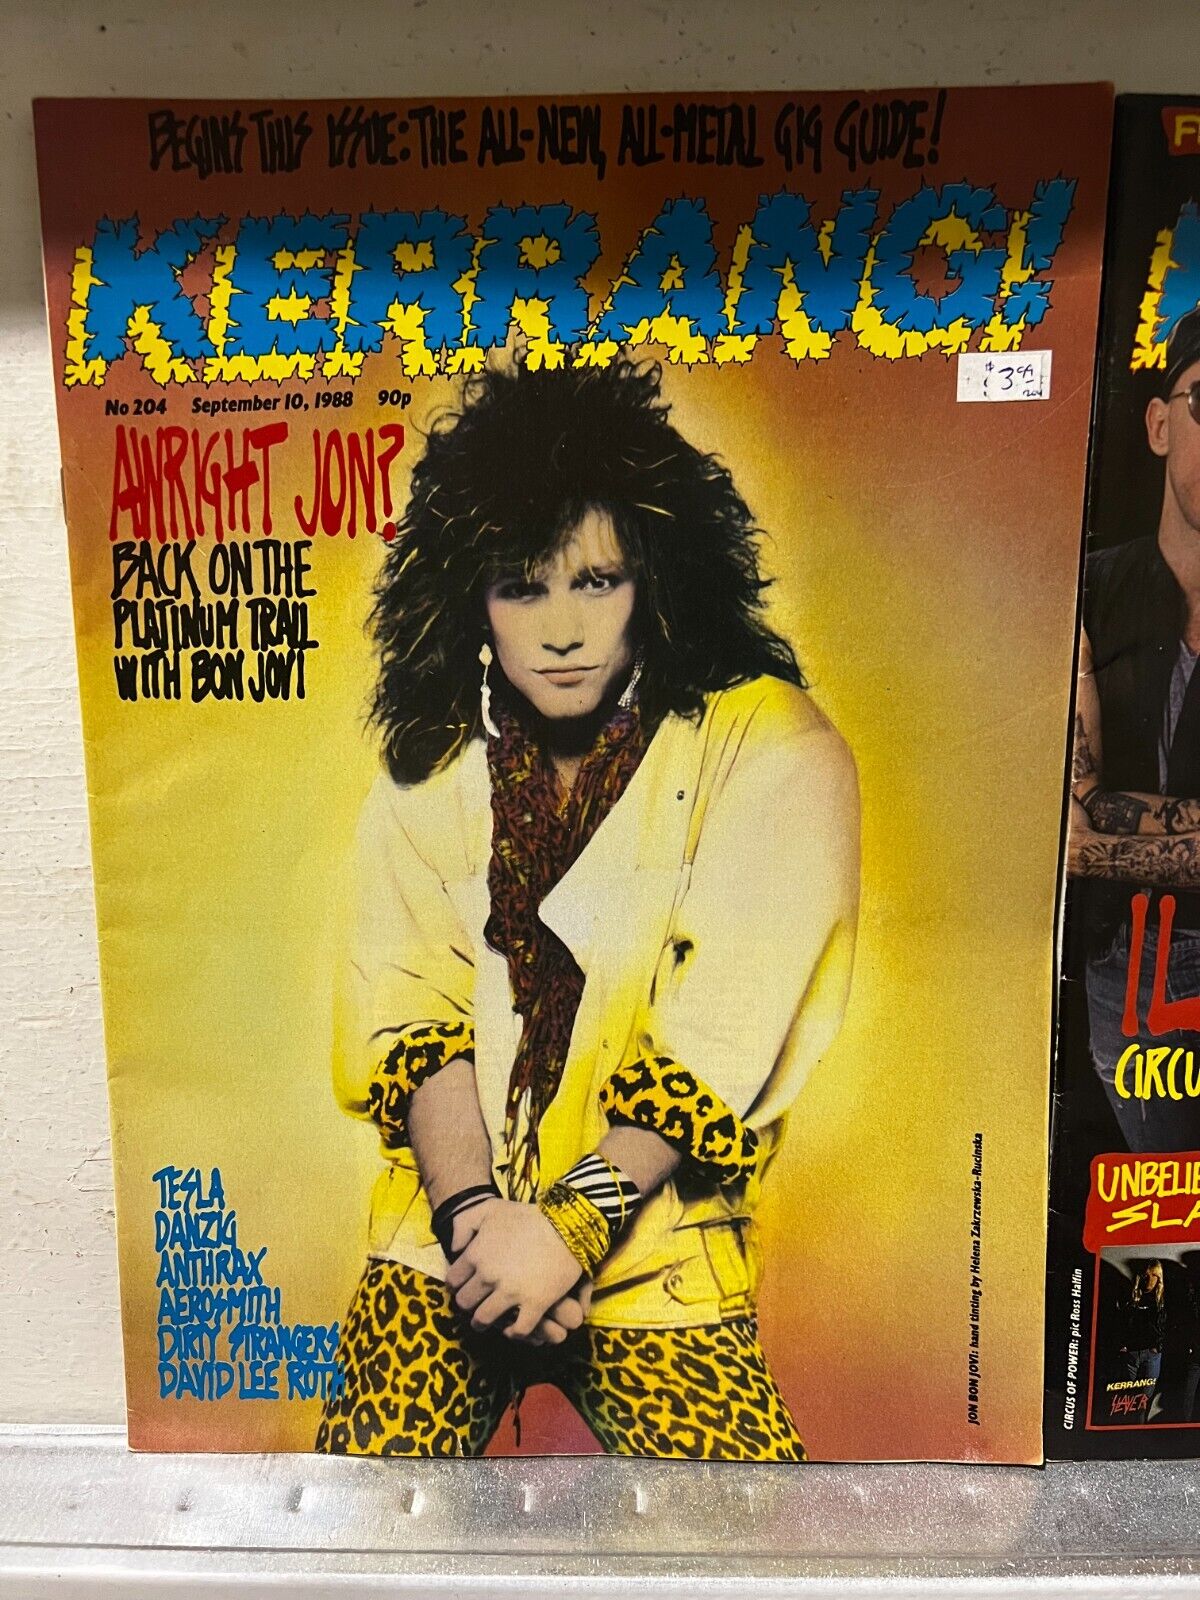 BEGINS THIS ISSUE: THE ALL-NEW, ALL-METAL GIG GUIDE!
KERRANG!
No 204 September 10, 1988 90p
$3
204
AWRIGHT JON?
BACK ON THE
PLATINUM TRAIL
WITH BON JOVI
TESLA
DANZIG
ANTHRAX
AEROSMITH
DIRTY STRANGERS
DAVID LEE ROTH
JON BON JOVI: hand tinting by Helena Zakrzewska-Rucinska
CIRCUS OF POWER: pic Ross Halfin
KERRANG!
SLAYER